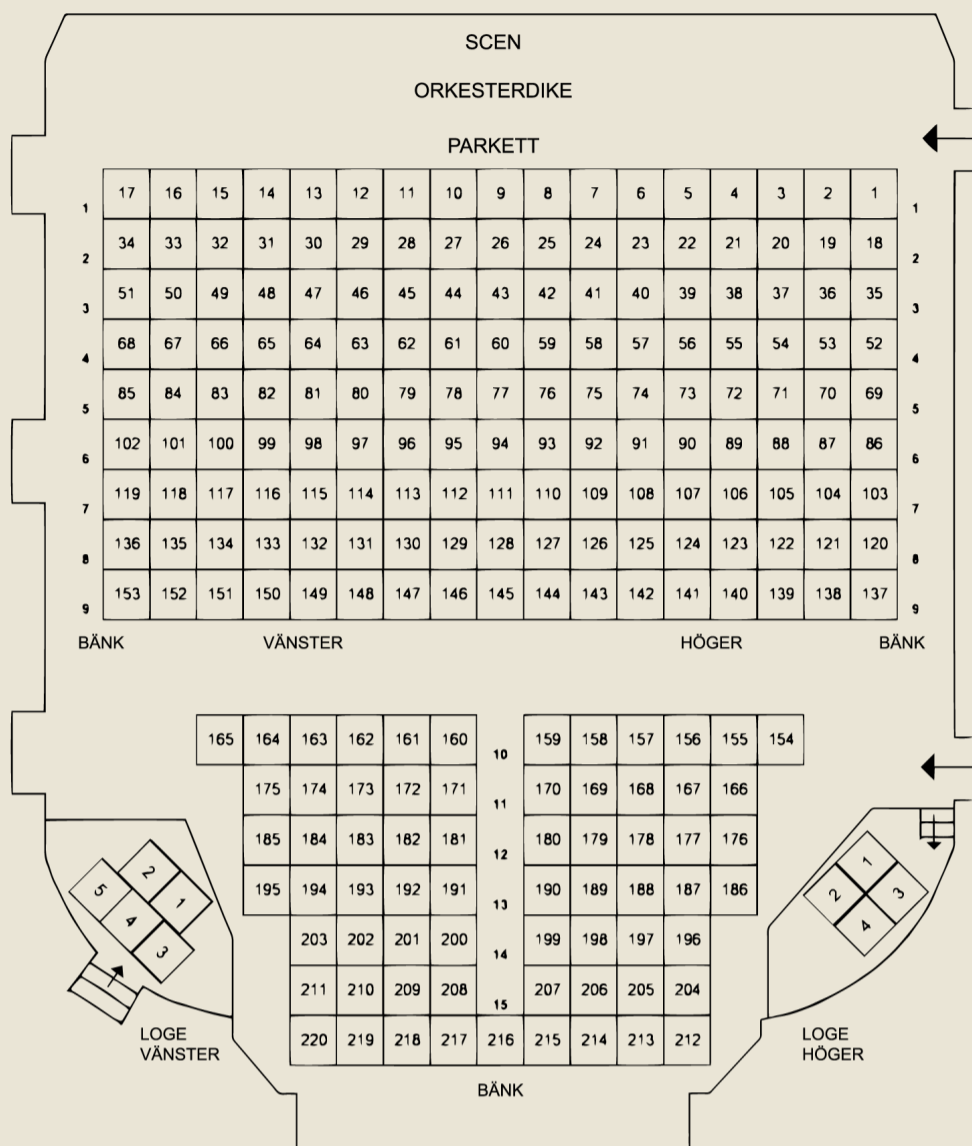 SCEN
ORKESTERDIKE
PARKETT
1 17 16 15 14 13 12 11 10 9 8 7 6 5 4 3 2 1 1
2 34 33 32 31 30 29 28 27 26 25 24 23 22 21 20 19 18 2
3 51 50 49 48 47 46 45 44 43 42 41 40 39 38 37 36 35 3
4 68 67 66 65 64 63 62 61 60 59 58 57 56 55 54 53 52 4
5 85 84 83 82 81 80 79 78 77 76 75 74 73 72 71 70 69 5
6 102 101 100 99 98 97 96 95 94 93 92 91 90 89 88 87 86 6
7 119 118 117 116 115 114 113 112 111 110 109 108 107 106 105 104 103 7
8 136 135 134 133 132 131 130 129 128 127 126 125 124 123 122 121 120 8
9 153 152 151 150 149 148 147 146 145 144 143 142 141 140 139 138 137 9
BÄNK VÄNSTER HÖGER BÄNK
165 164 163 162 161 160 10 159 158 157 156 155 154
175 174 173 172 171 11 170 169 168 167 166
185 184 183 182 181 12 180 179 178 177 176
195 194 193 192 191 13 190 189 188 187 186
203 202 201 200 14 199 198 197 196
211 210 209 208 15 207 206 205 204
220 219 218 217 216 215 214 213 212
BÄNK
2 1
5 4 3
LOGE
VÄNSTER
1 3
2 4
LOGE
HÖGER